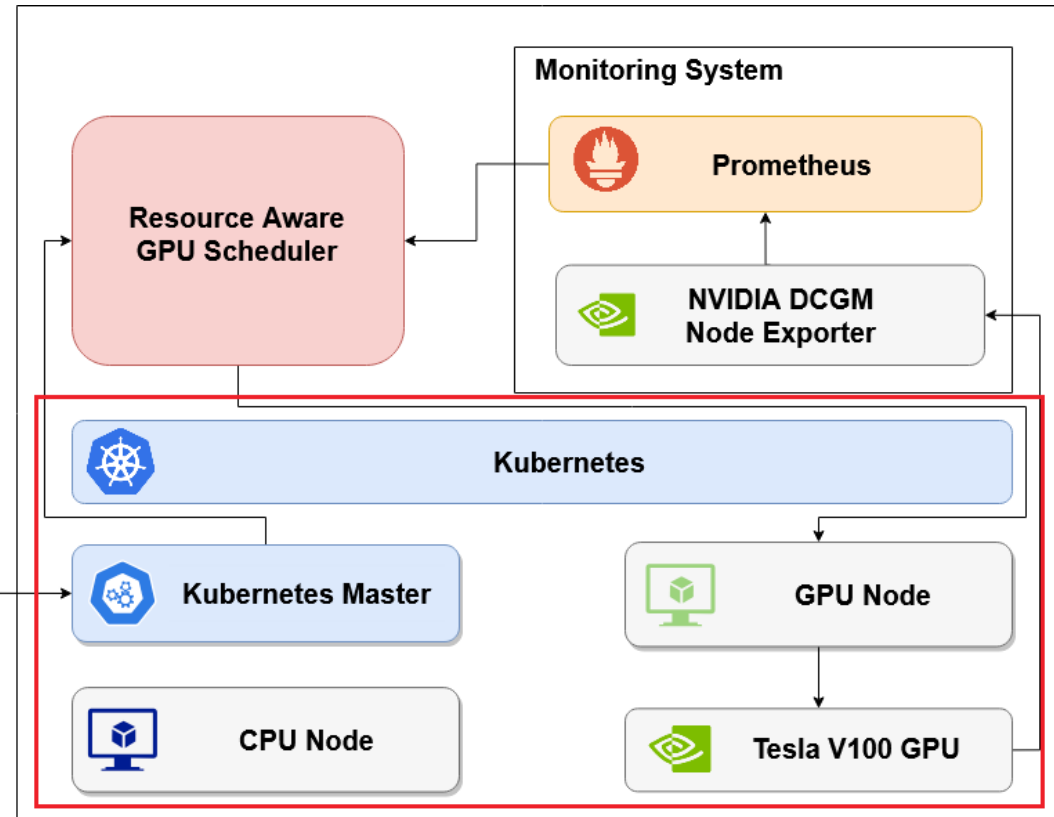 Monitoring System
Prometheus
Resource Aware
GPU Scheduler
NVIDIA DCGM
Node Exporter
Kubernetes
Kubernetes Master
GPU Node
CPU Node
Tesla V100 GPU